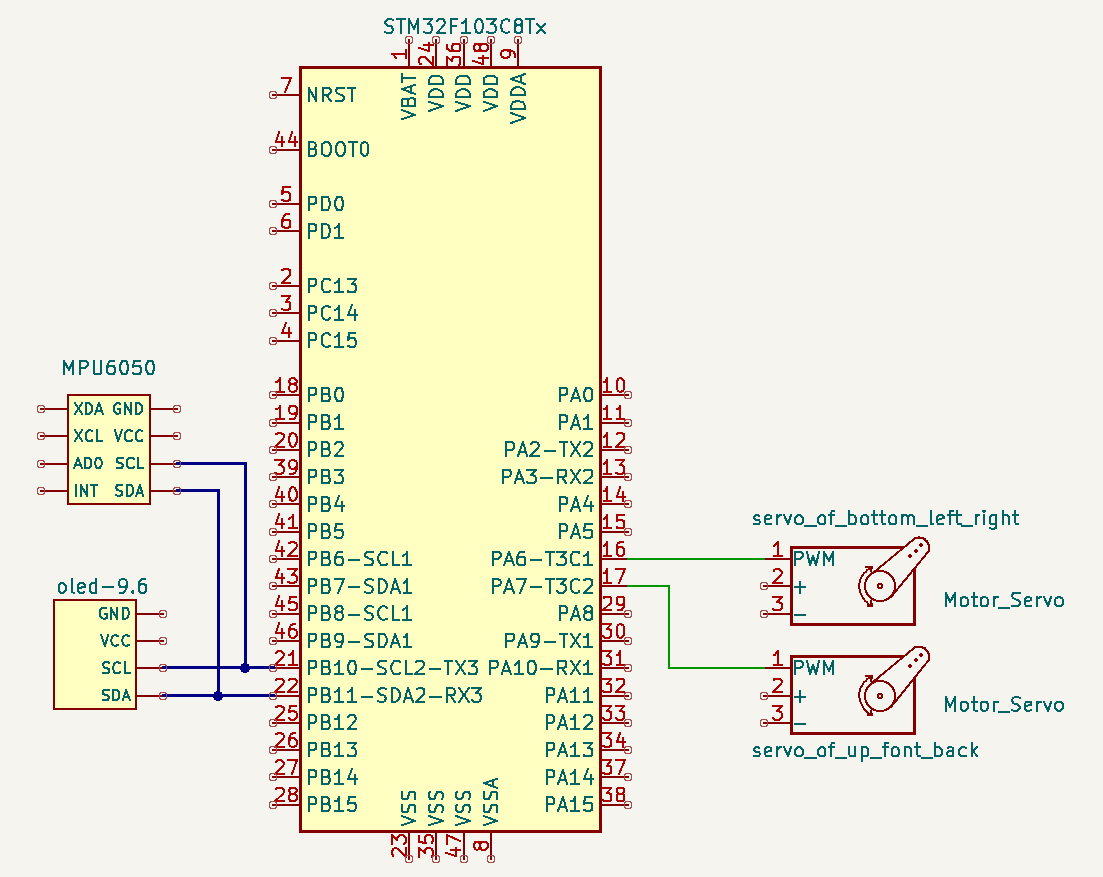 STM32F103C8Tx
1 24 36 48 9
VBAT VDD VDD VDD VDDA
7 NRST
44 BOOT0
5 PD0
6 PD1
2 PC13
3 PC14
4 PC15
18 PB0 PA0 10
19 PB1 PA1 11
20 PB2 PA2-TX2 12
39 PB3 PA3-RX2 13
40 PB4 PA4 14
41 PB5 PA5 15
42 PB6-SCL1 PA6-T3C1 16
43 PB7-SDA1 PA7-T3C2 17
45 PB8-SCL1 PA8 29
46 PB9-SDA1 PA9-TX1 30
21 PB10-SCL2-TX3 PA10-RX1 31
22 PB11-SDA2-RX3 PA11 32
25 PB12 PA12 33
26 PB13 PA13 34
27 PB14 PA14 37
28 PB15 PA15 38
VSS VSS VSS VSSA
23 35 47 8
MPU6050
XDA GND
XCL VCC
AD0 SCL
INT SDA
oled-9.6
GND
VCC
SCL
SDA
servo_of_bottom_left_right
1 PWM
2 +
3 -
Motor_Servo
1 PWM
2 +
3 -
Motor_Servo
servo_of_up_font_back